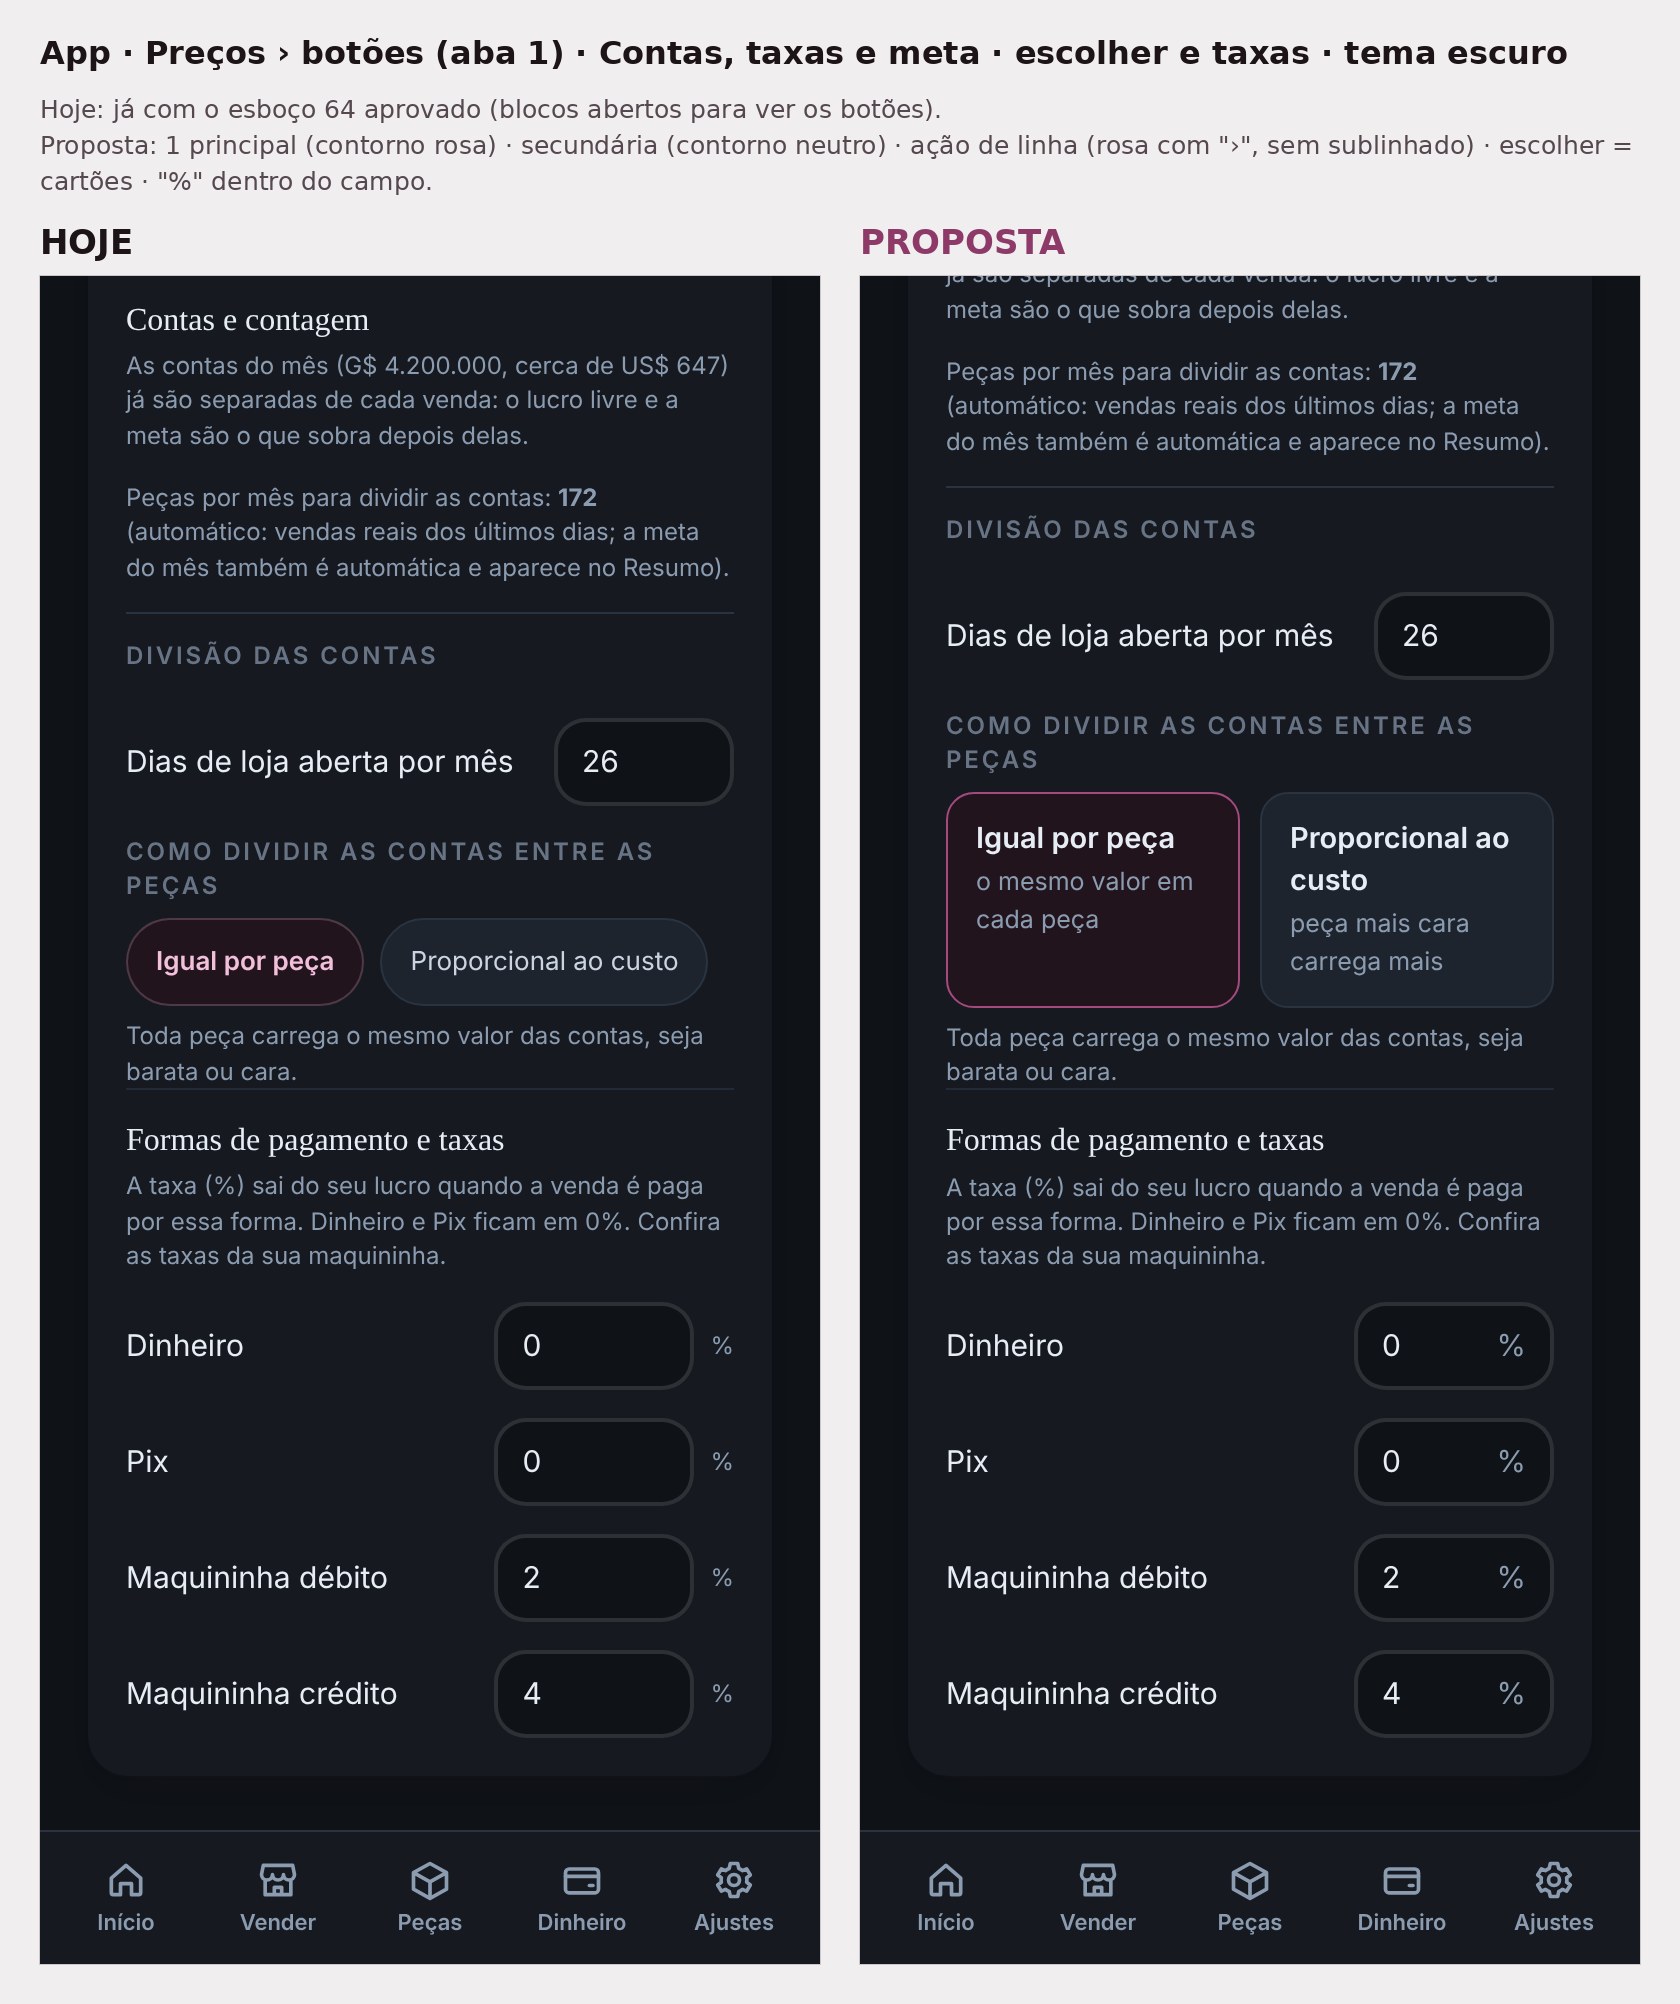 App · Preços › botões (aba 1) · Contas, taxas e meta · escolher e taxas · tema escuro
Hoje: já com o esboço 64 aprovado (blocos abertos para ver os botões).
Proposta: 1 principal (contorno rosa) · secundária (contorno neutro) · ação de linha (rosa com "›", sem sublinhado) · escolher =
cartões · "%" dentro do campo.
HOJE
Contas e contagem
As contas do mês (G$ 4.200.000, cerca de US$ 647)
já são separadas de cada venda: o lucro livre e a
meta são o que sobra depois delas.
Peças por mês para dividir as contas: 172
(automático: vendas reais dos últimos dias; a meta
do mês também é automática e aparece no Resumo).
DIVISÃO DAS CONTAS
Dias de loja aberta por mês 26
COMO DIVIDIR AS CONTAS ENTRE AS
PEÇAS
Igual por peça Proporcional ao custo
Toda peça carrega o mesmo valor das contas, seja
barata ou cara.
Formas de pagamento e taxas
A taxa (%) sai do seu lucro quando a venda é paga
por essa forma. Dinheiro e Pix ficam em 0%. Confira
as taxas da sua maquininha.
Dinheiro 0 %
Pix 0 %
Maquininha débito 2 %
Maquininha crédito 4 %
Início Vender Peças Dinheiro Ajustes
PROPOSTA
já são separadas de cada venda: o lucro livre e a
meta são o que sobra depois delas.
Peças por mês para dividir as contas: 172
(automático: vendas reais dos últimos dias; a meta
do mês também é automática e aparece no Resumo).
DIVISÃO DAS CONTAS
Dias de loja aberta por mês 26
COMO DIVIDIR AS CONTAS ENTRE AS
PEÇAS
Igual por peça
o mesmo valor em
cada peça
Proporcional ao
custo
peça mais cara
carrega mais
Toda peça carrega o mesmo valor das contas, seja
barata ou cara.
Formas de pagamento e taxas
A taxa (%) sai do seu lucro quando a venda é paga
por essa forma. Dinheiro e Pix ficam em 0%. Confira
as taxas da sua maquininha.
Dinheiro 0 %
Pix 0 %
Maquininha débito 2 %
Maquininha crédito 4 %
Início Vender Peças Dinheiro Ajustes